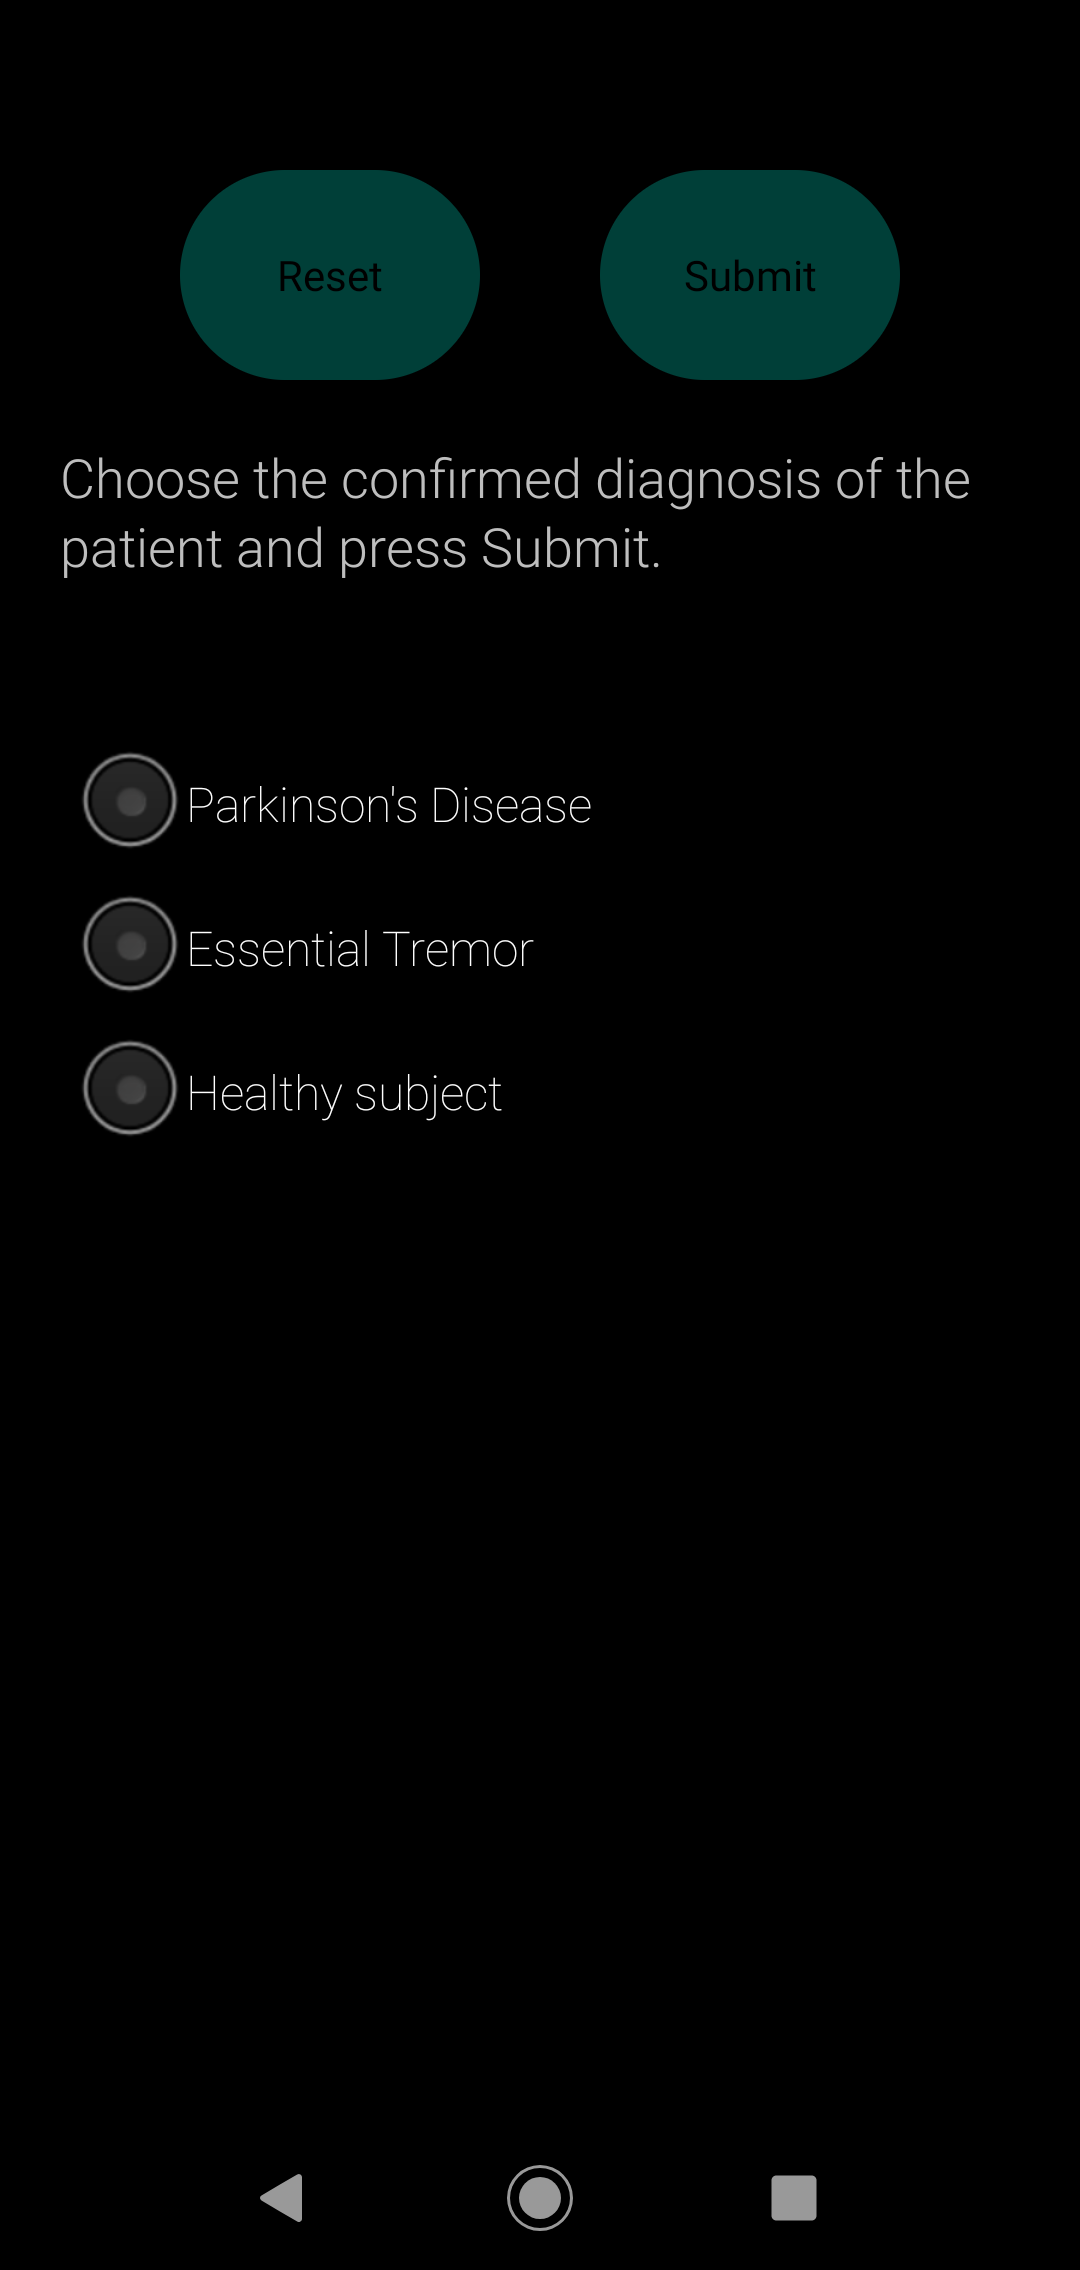 Reset
Submit
Choose the confirmed diagnosis of the
patient and press Submit.
Parkinson's Disease
Essential Tremor
Healthy subject